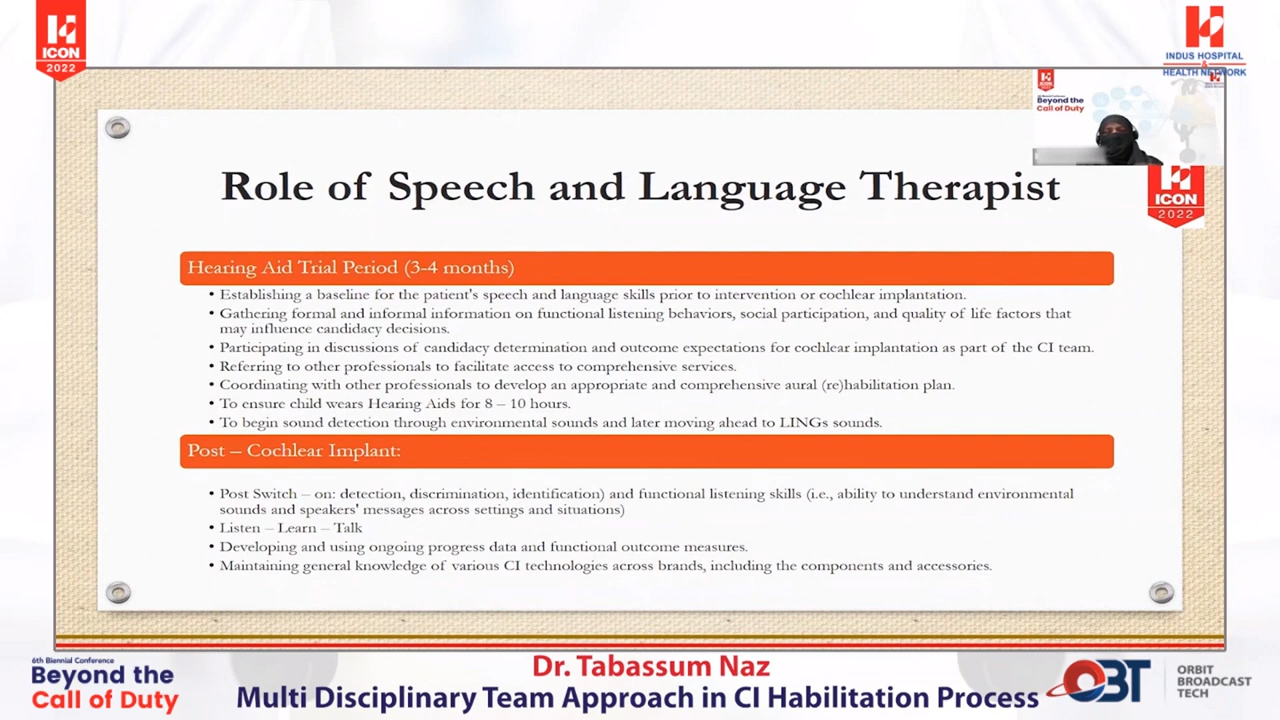 ICON
2022
INDUS HOSPITAL
&
HEALTH NETWORK
Beyond the
Call of Duty
ICON
2022
Role of Speech and Language Therapist
Hearing Aid Trial Period (3-4 months)
• Establishing a baseline for the patient's speech and language skills prior to intervention or cochlear implantation.
• Gathering formal and informal information on functional listening behaviors, social participation, and quality of life factors that
may influence candidacy decisions.
• Participating in discussions of candidacy determination and outcome expectations for cochlear implantation as part of the CI team.
• Referring to other professionals to facilitate access to comprehensive services.
• Coordinating with other professionals to develop an appropriate and comprehensive aural (re)habilitation plan.
• To ensure child wears Hearing Aids for 8 – 10 hours.
• To begin sound detection through environmental sounds and later moving ahead to LINGs sounds.
Post – Cochlear Implant:
• Post Switch – on: detection, discrimination, identification) and functional listening skills (i.e., ability to understand environmental
sounds and speakers' messages across settings and situations)
• Listen – Learn – Talk
• Developing and using ongoing progress data and functional outcome measures.
• Maintaining general knowledge of various CI technologies across brands, including the components and accessories.
6th Biennial Conference
Beyond the
Call of Duty
Dr. Tabassum Naz
Multi Disciplinary Team Approach in CI Habilitation Process
OBT
ORBIT
BROADCAST
TECH